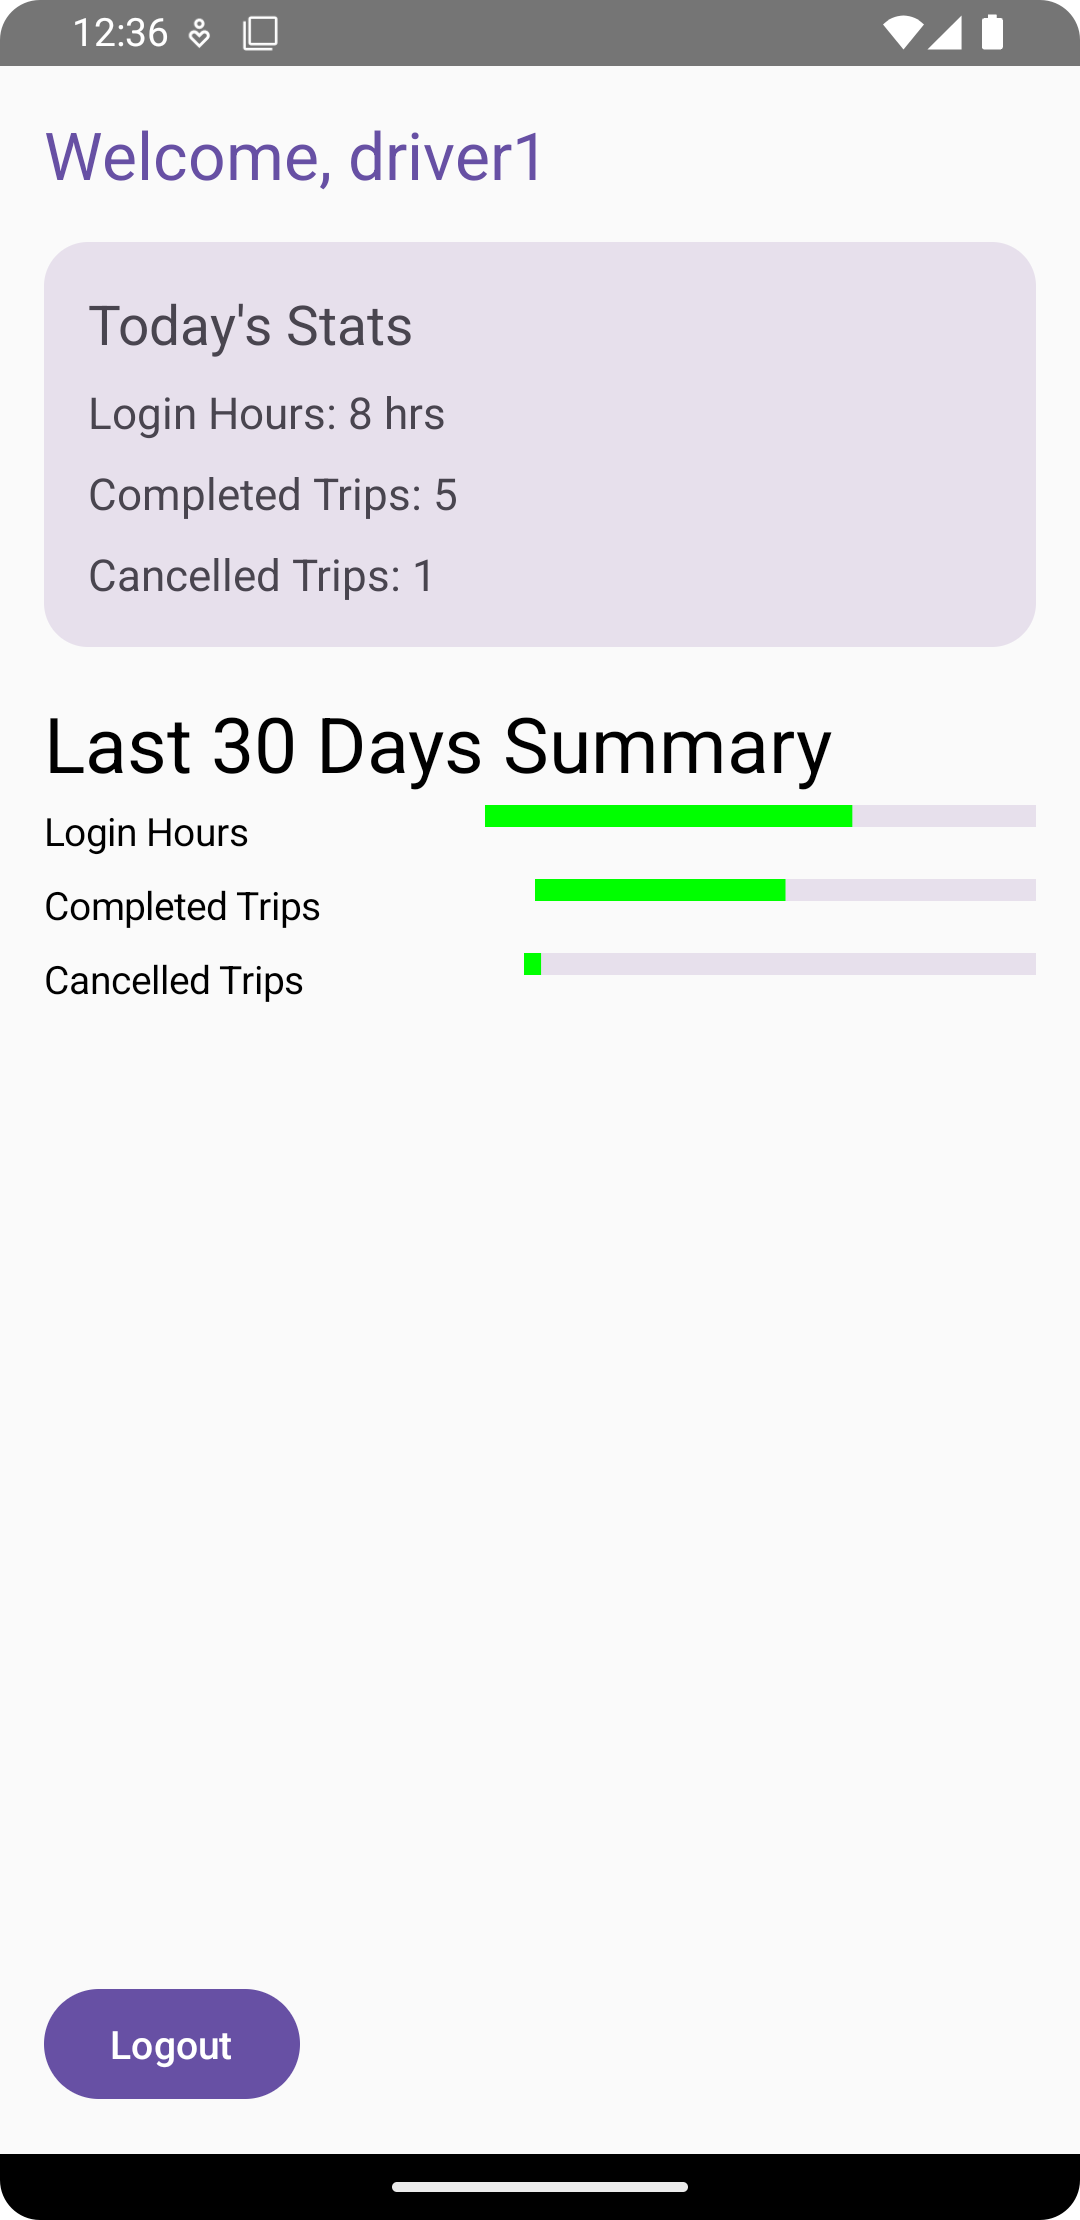 12:36
Welcome, driver1
Today's Stats
Login Hours: 8 hrs
Completed Trips: 5
Cancelled Trips: 1
Last 30 Days Summary
Login Hours
Completed Trips
Cancelled Trips
Logout